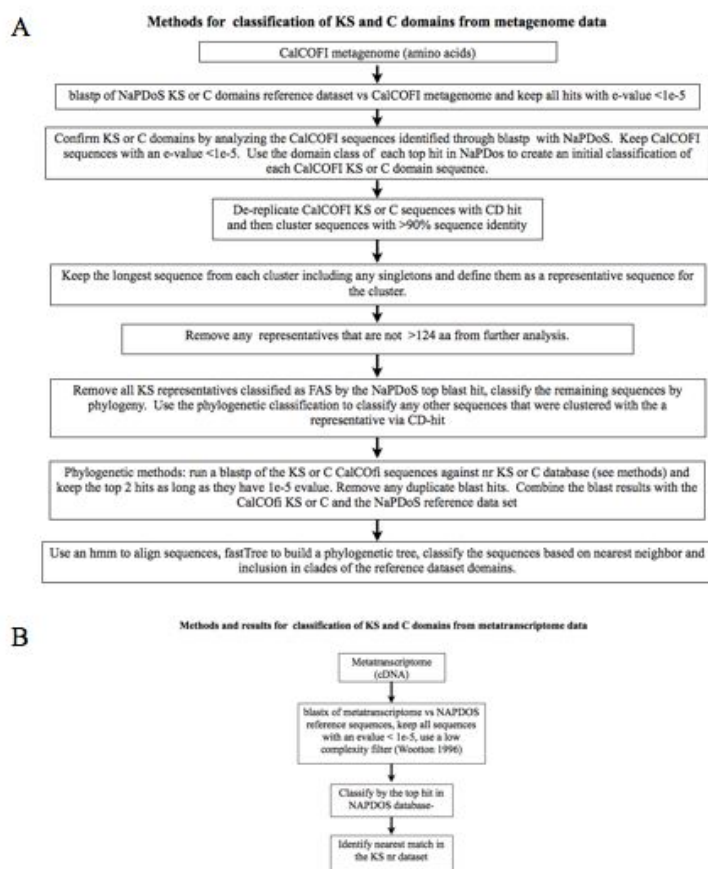 A
Methods for classification of KS and C domains from metagenome data
CalCOFI metagenome (amino acids)
blastp of NaPDoS KS or C domains reference dataset vs CalCOFI metagenome and keep all hits with e-value <1e-5
Confirm KS or C domains by analyzing the CalCOFI sequences identified through blastp with NaPDoS. Keep CalCOFI
sequences with an e-value <1e-5. Use the domain class of each top hit in NaPDos to create an initial classification of
each CalCOFI KS or C domain sequence.
De-replicate CalCOFI KS or C sequences with CD hit
and then cluster sequences with >90% sequence identity
Keep the longest sequence from each cluster including any singletons and define them as a representative sequence for
the cluster.
Remove any representatives that are not >124 aa from further analysis.
Remove all KS representatives classified as FAS by the NaPDoS top blast hit, classify the remaining sequences by
phylogeny. Use the phylogenetic classification to classify any other sequences that were clustered with the a
representative via CD-hit
Phylogenetic methods: run a blastp of the KS or C CalCOfi sequences against nr KS or C database (see methods) and
keep the top 2 hits as long as they have 1e-5 evalue. Remove any duplicate blast hits. Combine the blast results with the
CalCOfi KS or C and the NaPDoS reference data set
Use an hmm to align sequences, fastTree to build a phylogenetic tree, classify the sequences based on nearest neighbor and
inclusion in clades of the reference dataset domains.
B
Methods and results for classification of KS and C domains from metatranscriptome data
Metatranscriptome
(cDNA)
blastx of metatranscriptome vs NAPDOS
reference sequences, keep all sequences
with an evalue < 1e-5, use a low
complexity filter (Wootton 1996)
Classify by the top hit in
NAPDOS database-
Identify nearest match in
the KS nr dataset